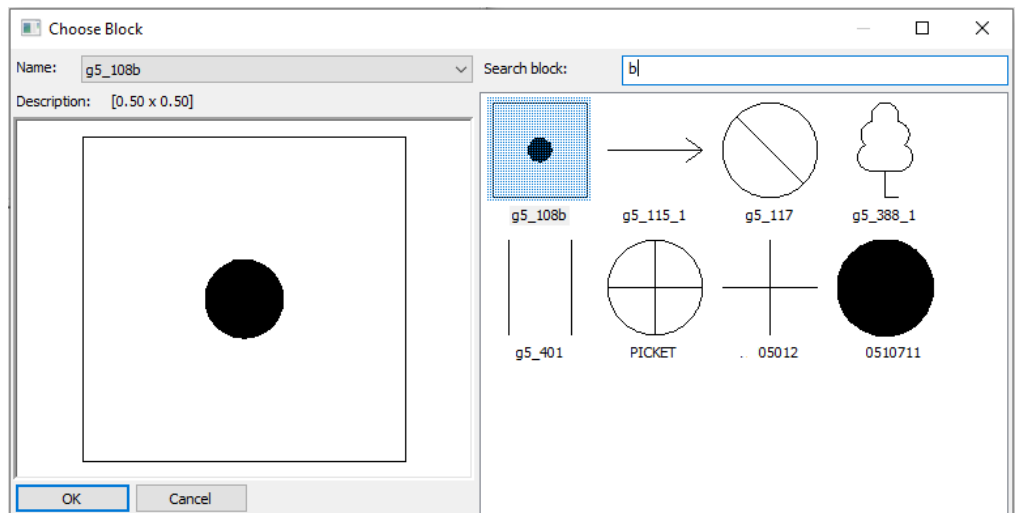 Choose Block
Name: g5_108b
Search block: b
Description: [0.50 x 0.50]
g5_108b g5_115_1 g5_117 g5_388_1
g5_401 PICKET .. 05012 0510711
OK Cancel